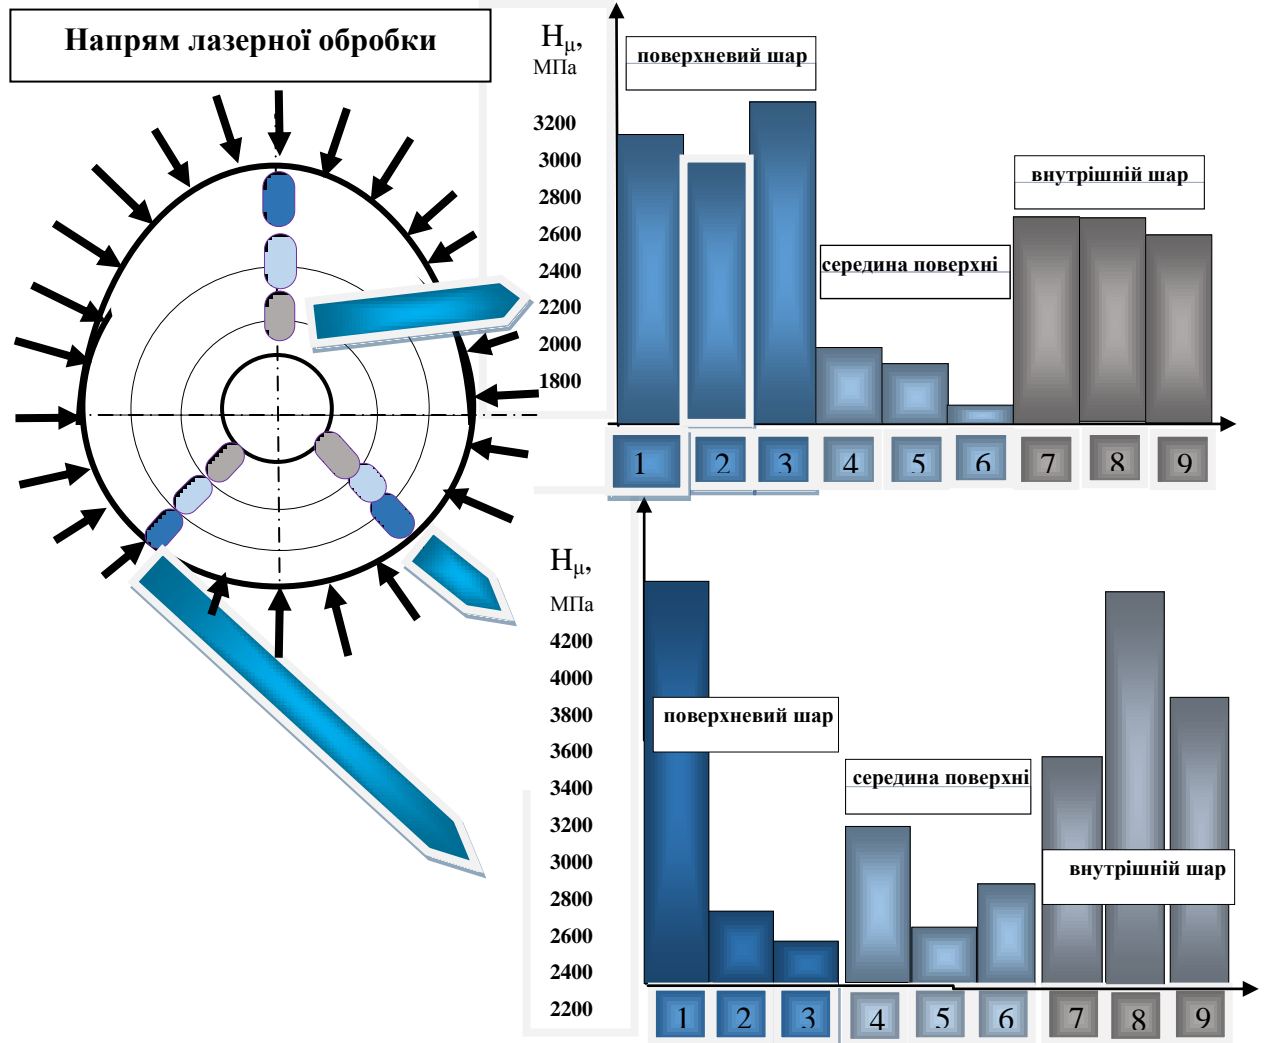 Напрям лазерної обробки
Hμ,
МПа
3200
3000
2800
2600
2400
2200
2000
1800
поверхневий шар
середина поверхні
внутрішній шар
1 2 3 4 5 6 7 8 9
Hμ,
МПа
4200
4000
3800
3600
3400
3200
3000
2800
2600
2400
2200
поверхневий шар
середина поверхні
внутрішній шар
1 2 3 4 5 6 7 8 9